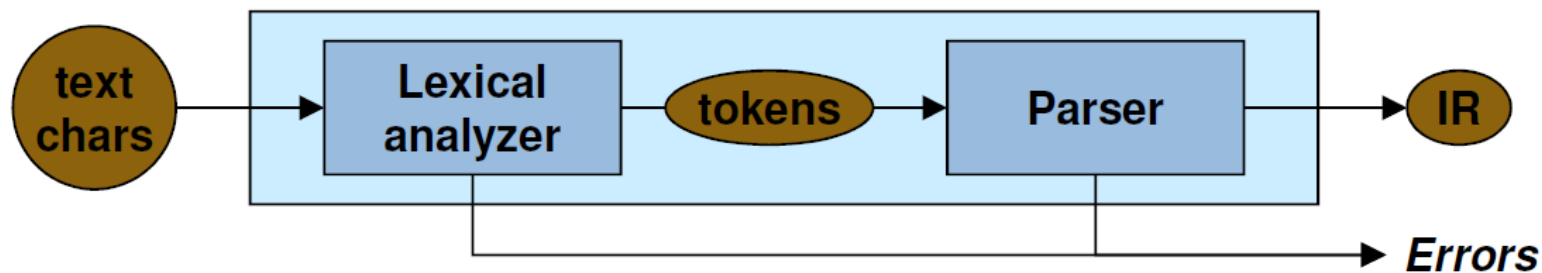 text
chars
Lexical
analyzer
tokens
Parser
IR
Errors